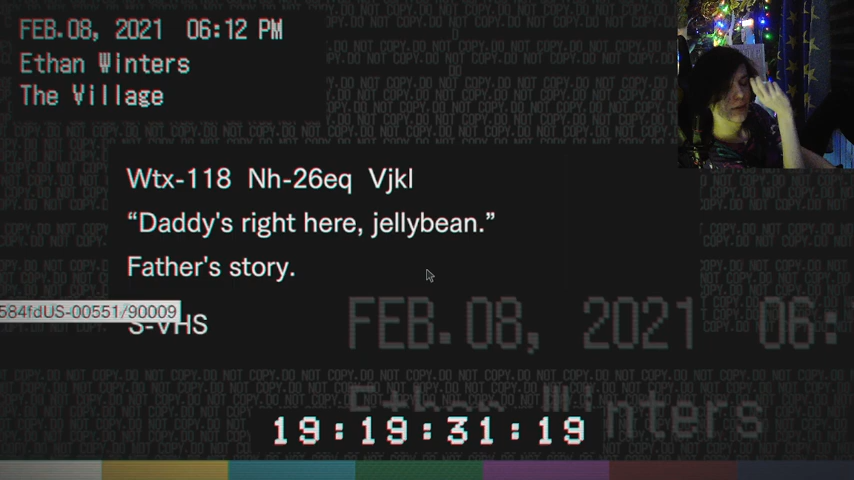 FEB.08, 2021 06:12 PM
Ethan Winters
The Village
Wtx-118 Nh-26eq Vjkl
“Daddy's right here, jellybean.”
Father's story.
584fdUS-00551/90009
S-VHS
FEB.08, 2021 06:
Ethan Winters
19:19:31:19